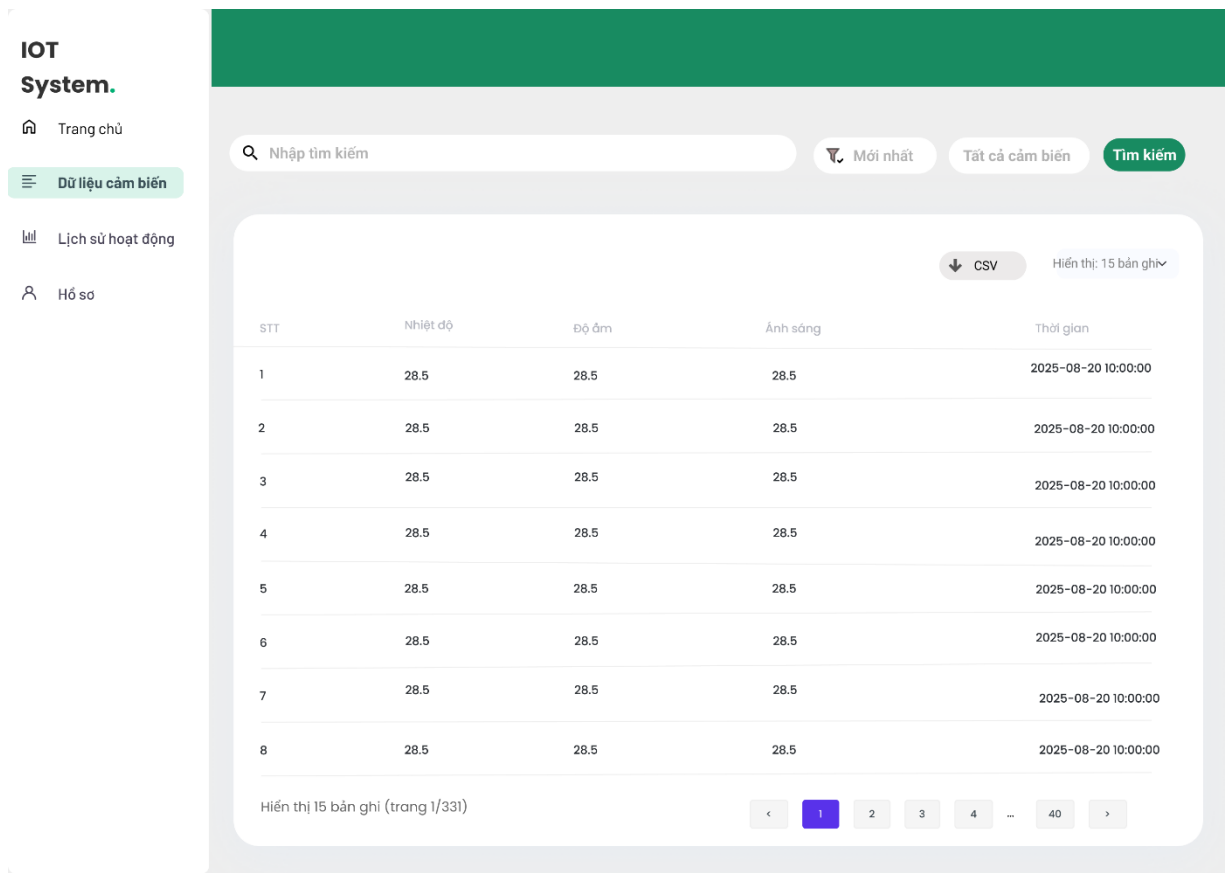 IOT
System.
Trang chủ
Dữ liệu cảm biến
Lịch sử hoạt động
Hồ sơ
Nhập tìm kiếm
Mới nhất
Tất cả cảm biến
Tìm kiếm
CSV
Hiển thị: 15 bản ghi
STT Nhiệt độ Độ ẩm Ánh sáng Thời gian
1 28.5 28.5 28.5 2025-08-20 10:00:00
2 28.5 28.5 28.5 2025-08-20 10:00:00
3 28.5 28.5 28.5 2025-08-20 10:00:00
4 28.5 28.5 28.5 2025-08-20 10:00:00
5 28.5 28.5 28.5 2025-08-20 10:00:00
6 28.5 28.5 28.5 2025-08-20 10:00:00
7 28.5 28.5 28.5 2025-08-20 10:00:00
8 28.5 28.5 28.5 2025-08-20 10:00:00
Hiển thị 15 bản ghi (trang 1/331)
‹ 1 2 3 4 ... 40 ›